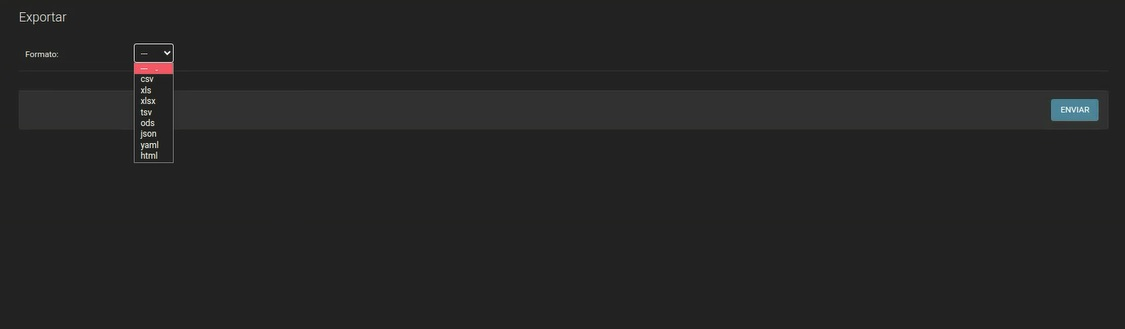 Exportar
Formato:
---
---
csv
xls
xlsx
tsv
ods
json
yaml
html
ENVIAR